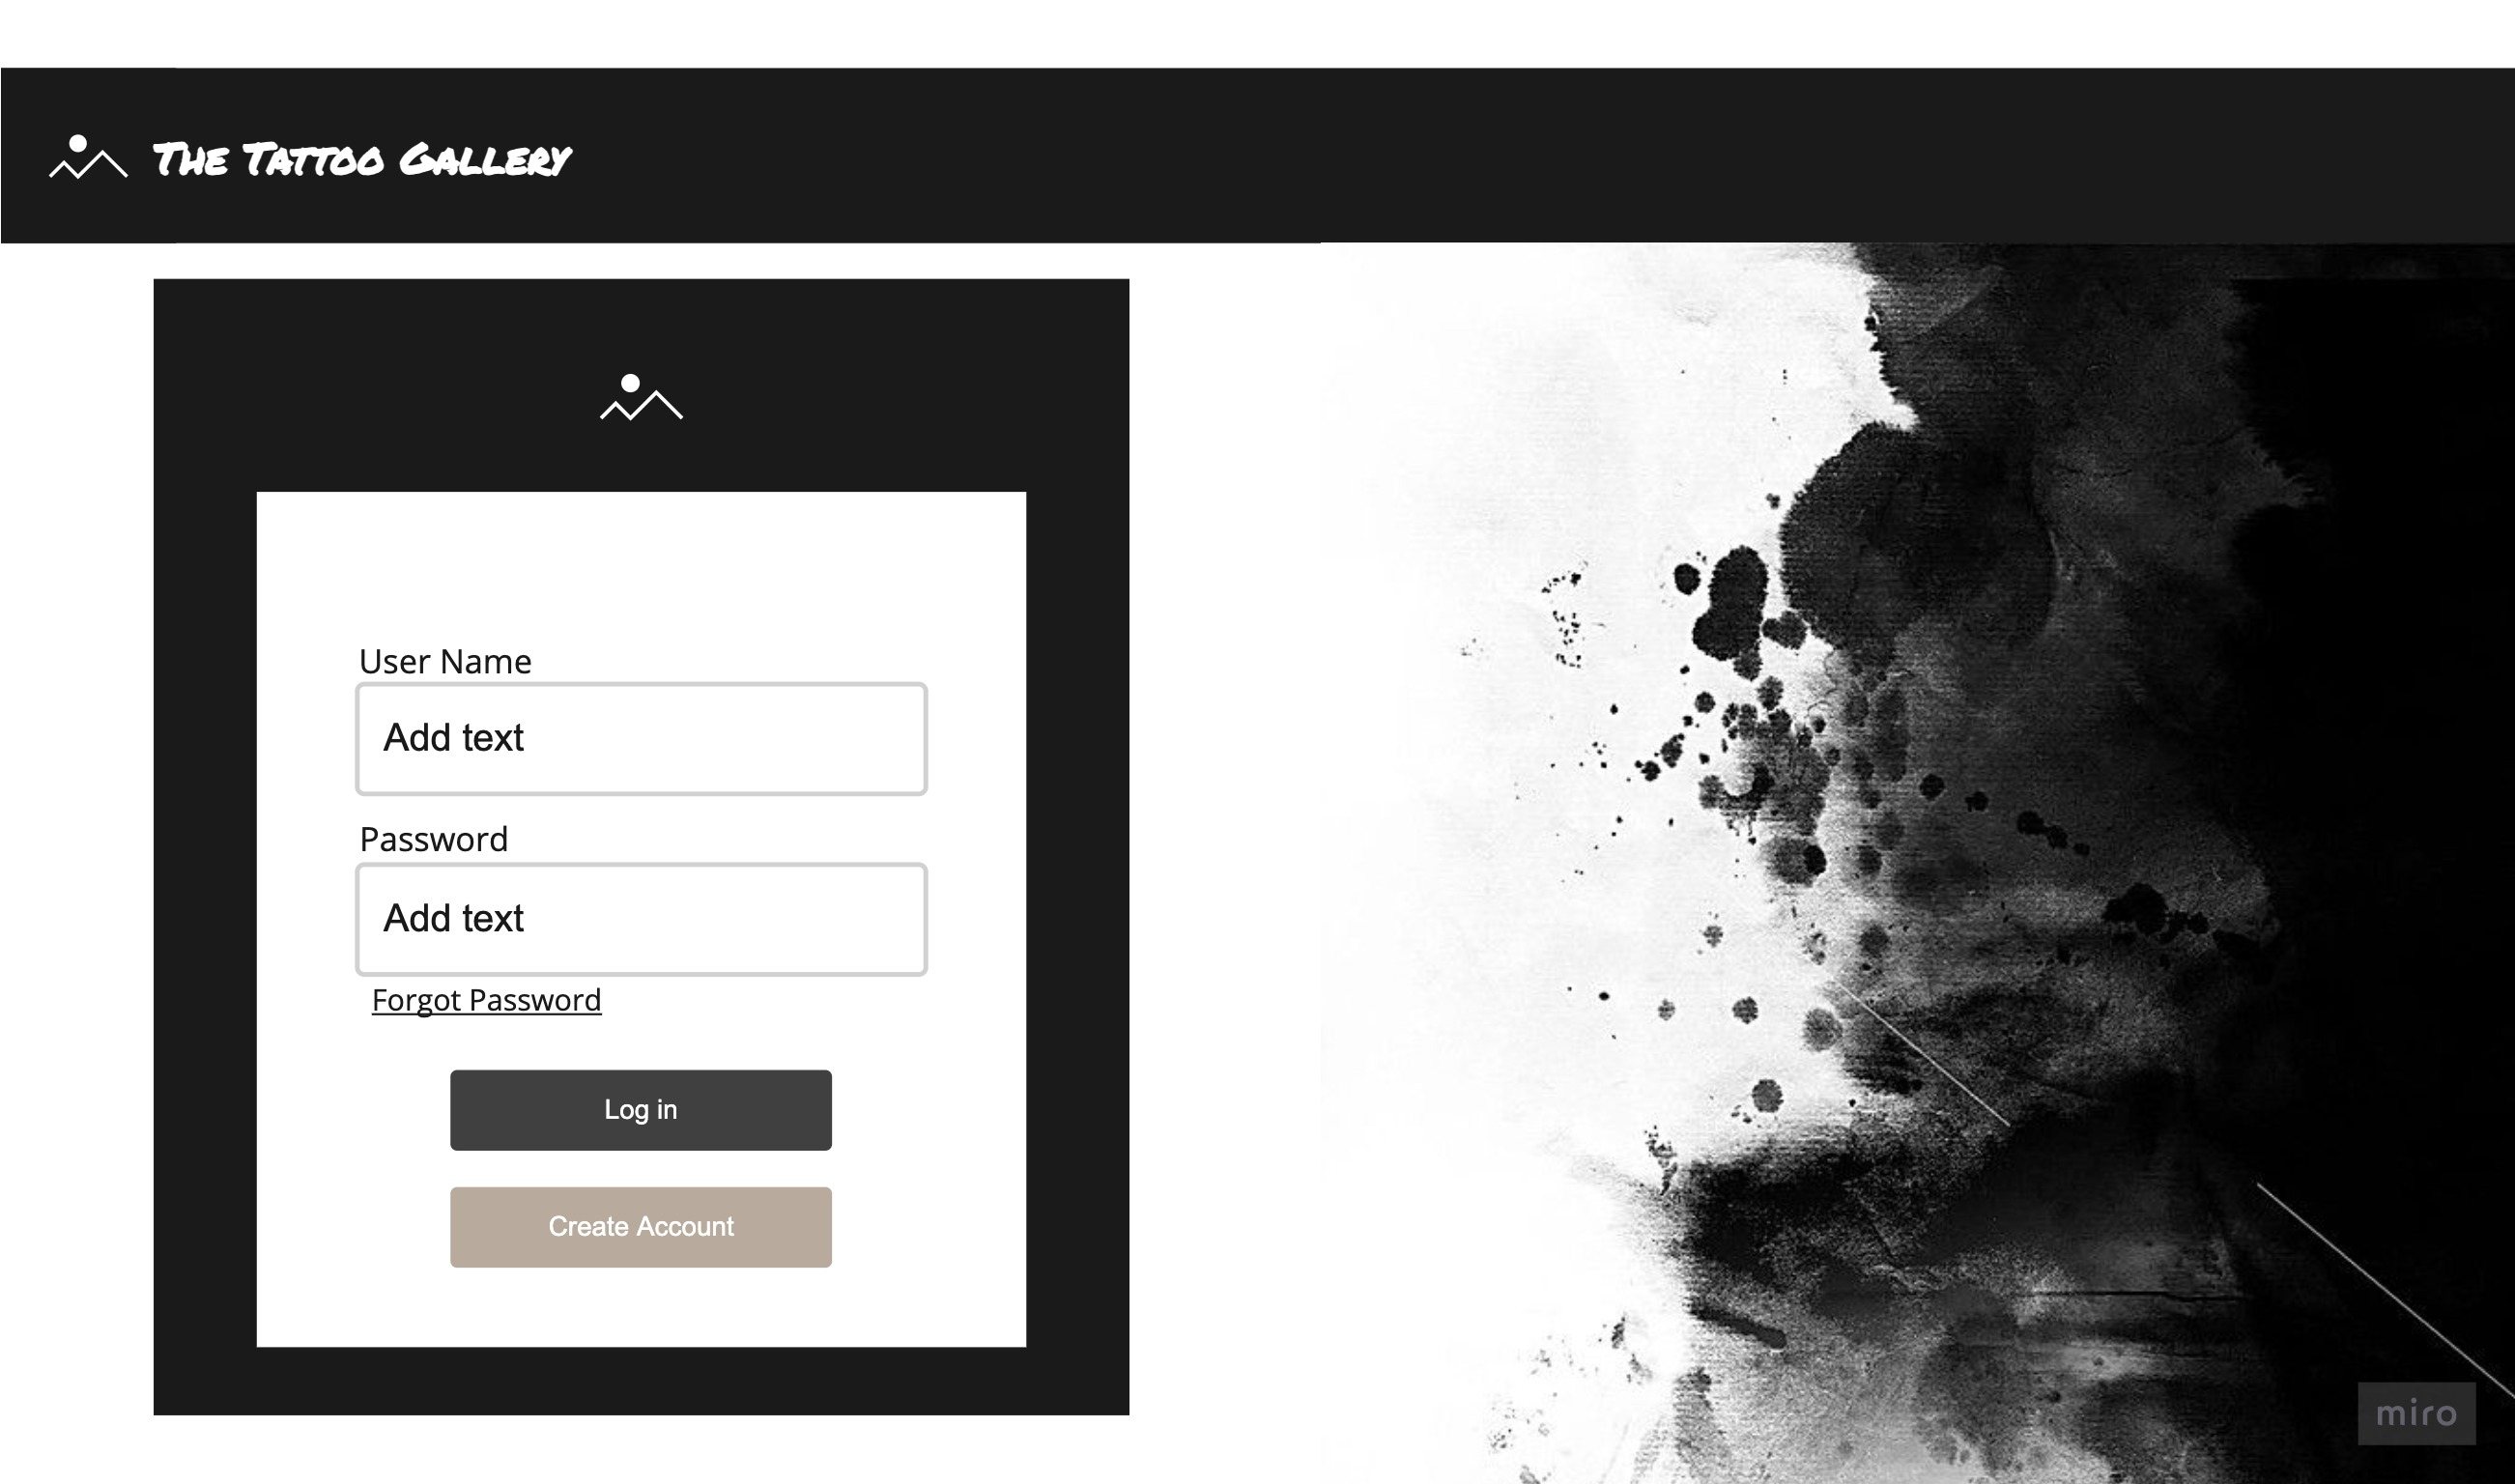 The Tattoo Gallery
User Name
Add text
Password
Add text
Forgot Password
Log in
Create Account
miro